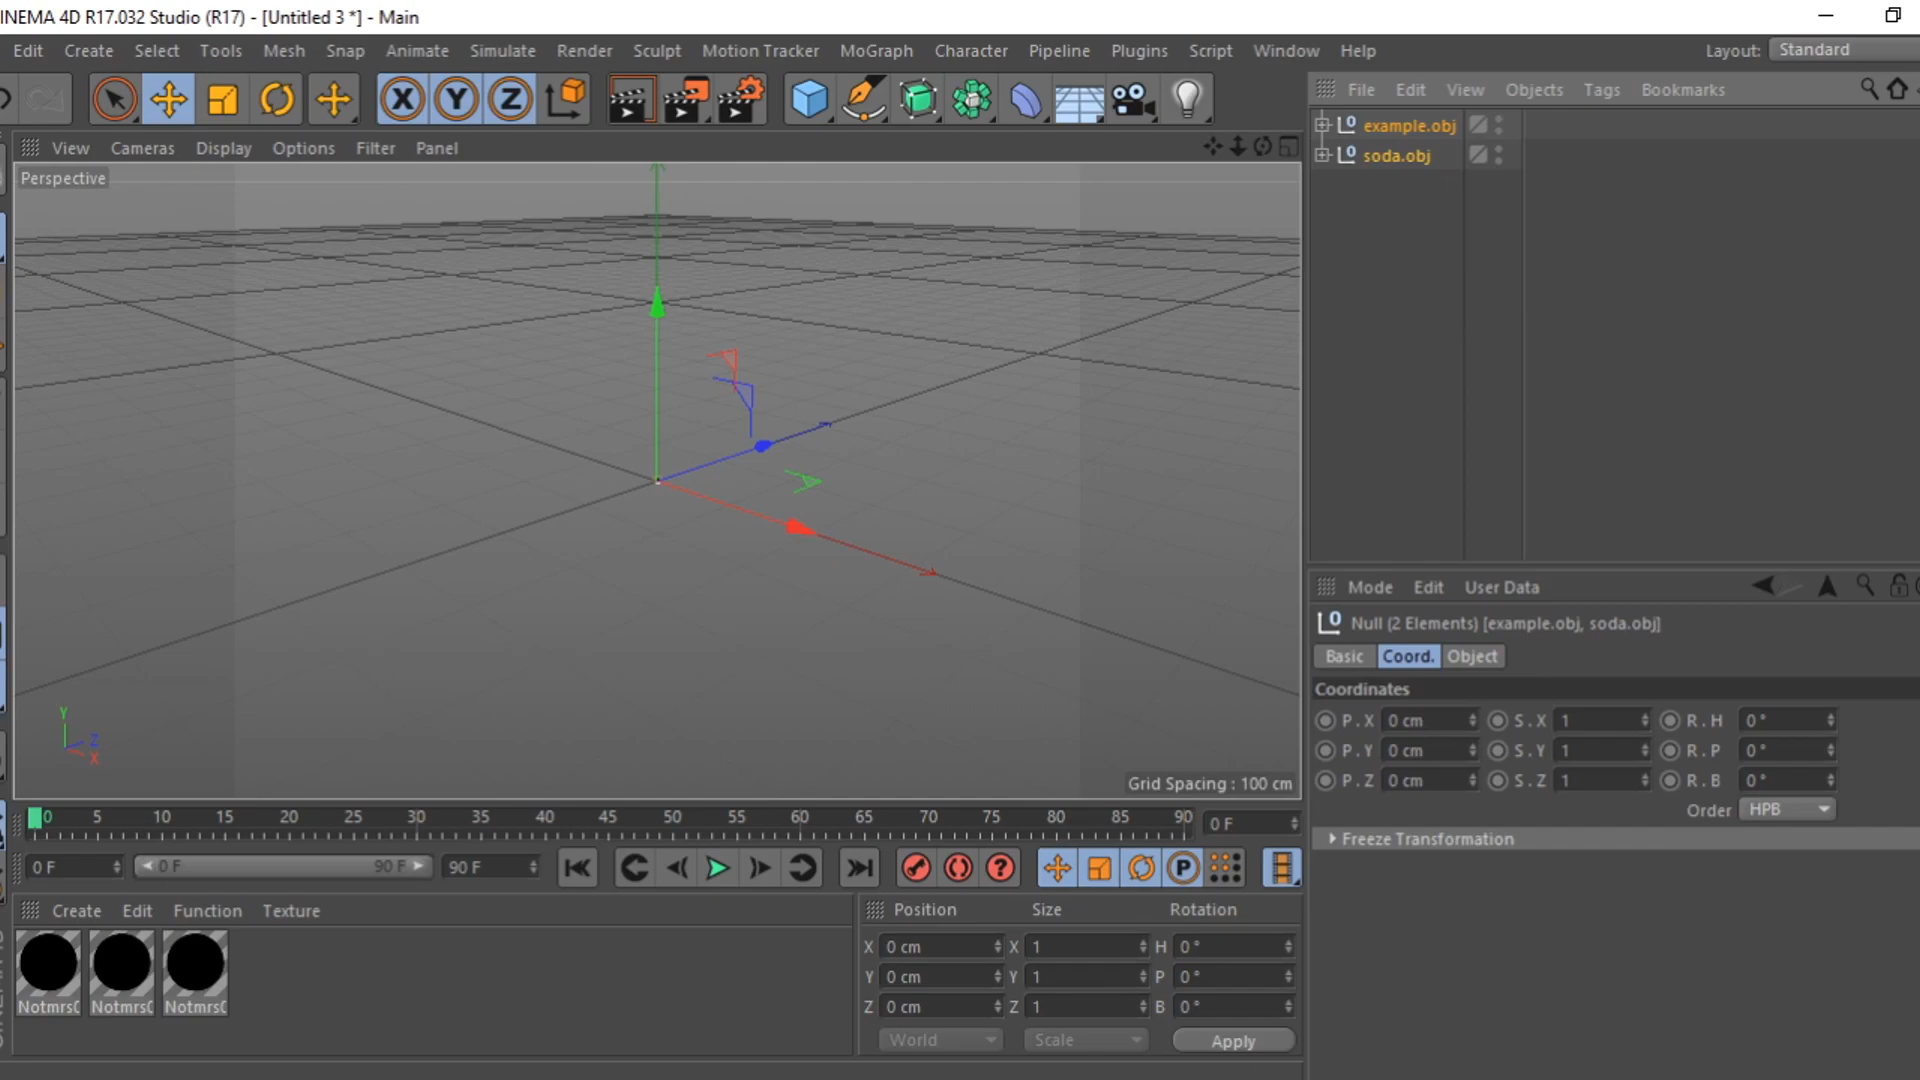 INEMA 4D R17.032 Studio (R17) - [Untitled 3 *] - Main
Edit Create Select Tools Mesh Snap Animate Simulate Render Sculpt Motion Tracker MoGraph Character Pipeline Plugins Script Window Help Layout: Standard
X Y Z
File Edit View Objects Tags Bookmarks
example.obj
soda.obj
View Cameras Display Options Filter Panel
Perspective
Y
Z
X
Grid Spacing : 100 cm
Mode Edit User Data
Null (2 Elements) [example.obj, soda.obj]
Basic Coord. Object
Coordinates
P . X 0 cm S . X 1 R . H 0 °
P . Y 0 cm S . Y 1 R . P 0 °
P . Z 0 cm S . Z 1 R . B 0 °
Order HPB
Freeze Transformation
0 5 10 15 20 25 30 35 40 45 50 55 60 65 70 75 80 85 90 0 F
0 F 0 F 90 F 90 F
P
Create Edit Function Texture
Notmrs( Notmrs( Notmrs(
Position Size Rotation
X 0 cm X 1 H 0 °
Y 0 cm Y 1 P 0 °
Z 0 cm Z 1 B 0 °
World Scale Apply